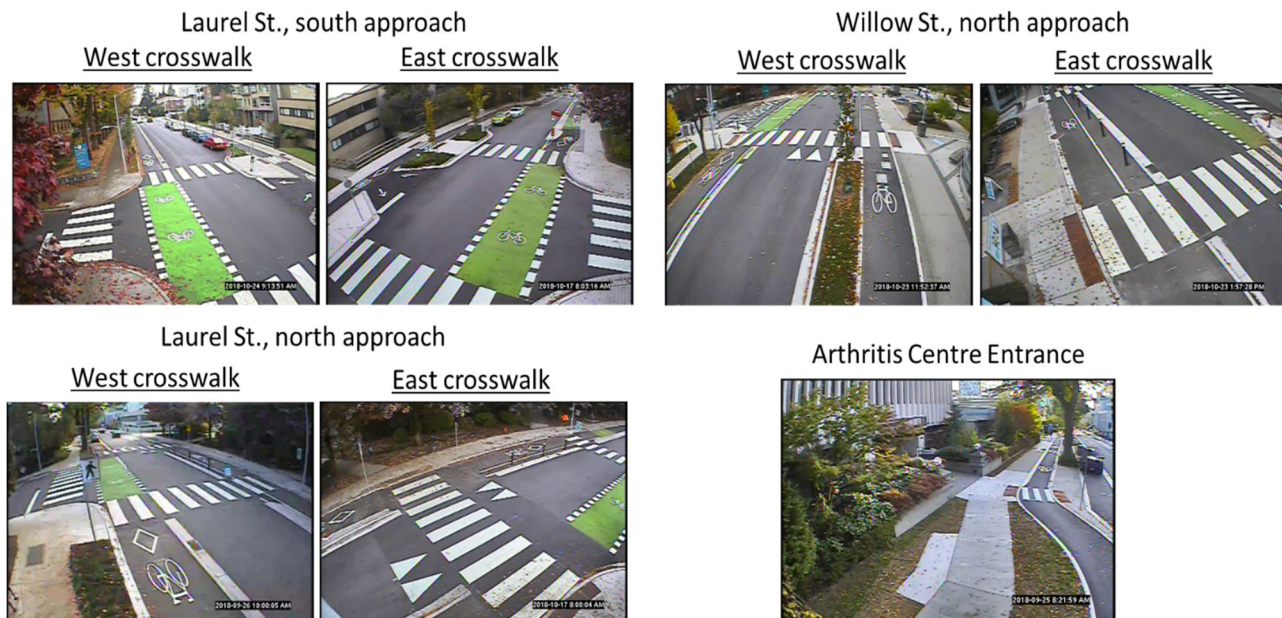 Laurel St., south approach
West crosswalk
East crosswalk
2018-10-24 9:13:51 AM
2018-10-17 8:03:16 AM
Willow St., north approach
West crosswalk
East crosswalk
2018-10-23 11:52:37 AM
2018-10-23 1:57:28 PM
Laurel St., north approach
West crosswalk
East crosswalk
2018-09-26 10:00:05 AM
2018-10-17 8:00:04 AM
Arthritis Centre Entrance
2018-09-25 8:21:59 AM